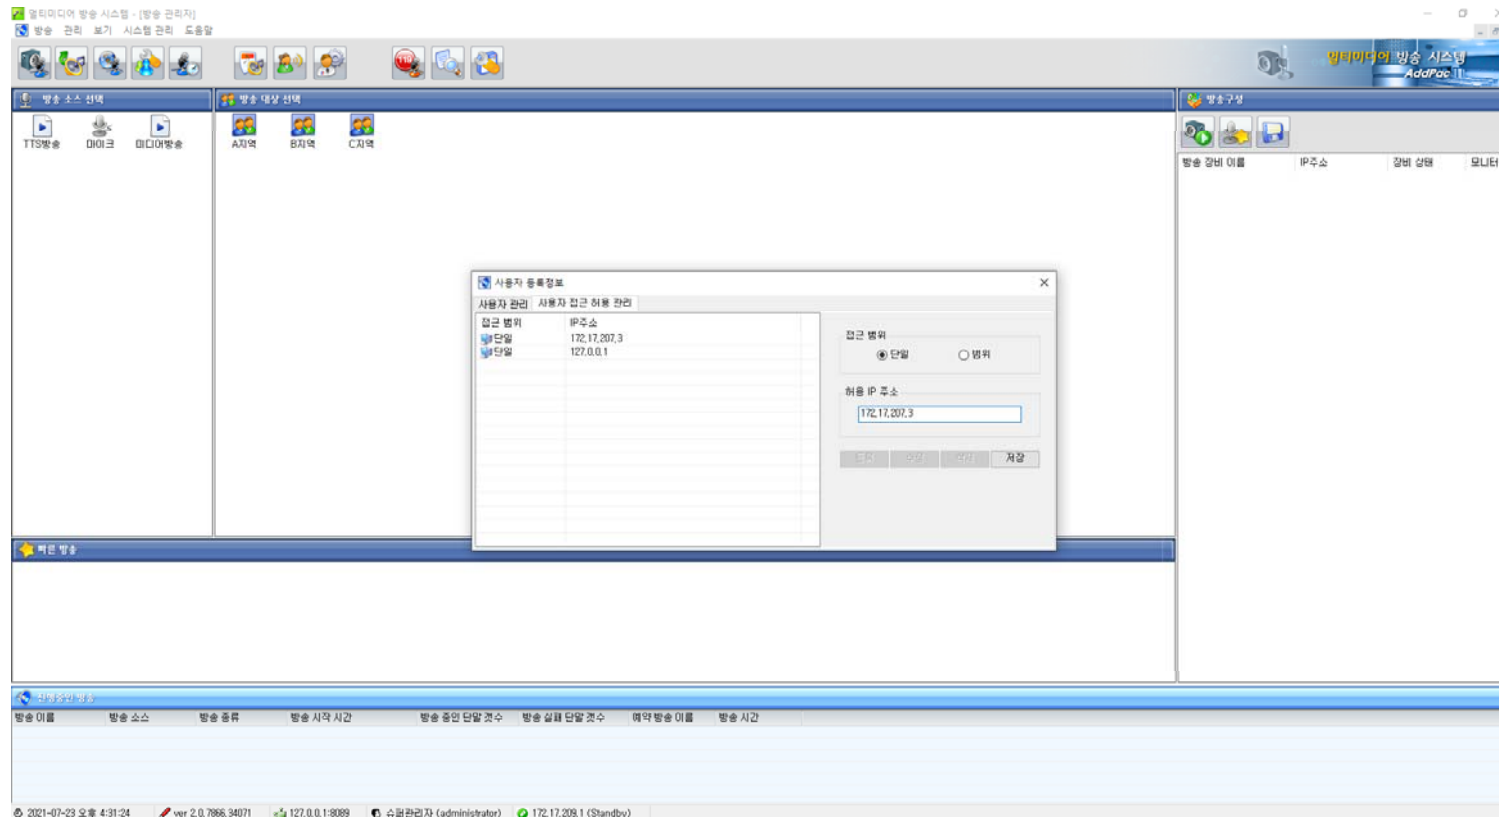 멀티미디어 방송 시스템 - [방송 관리자]
방송 관리 보기 시스템 관리 도움말
멀티미디어 방송 시스템
AddPac
방송 소스 선택
방송 대상 선택
방송구성
TTS방송 마이크 미디어방송
A지역 B지역 C지역
방송 장비 이름 IP주소 장비 상태 모니터
사용자 등록정보
사용자 관리 사용자 접근 허용 관리
접근 범위 IP주소
단일 172,17,207,3
단일 127,0,0,1
접근 범위
단일 범위
허용 IP 주소
172,17,207,3
등록 수정 삭제 저장
빠른 방송
진행중인 방송
방송 이름 방송 소스 방송 종류 방송 시작 시간 방송 중인 단말 갯수 방송 실패 단말 갯수 예약 방송 이름 방송 시간
2021-07-23 오후 4:31:24 ver 2,0,7866,34071 127,0,0,1:8089 슈퍼관리자 (administrator) 172,17,209,1 (Standby)